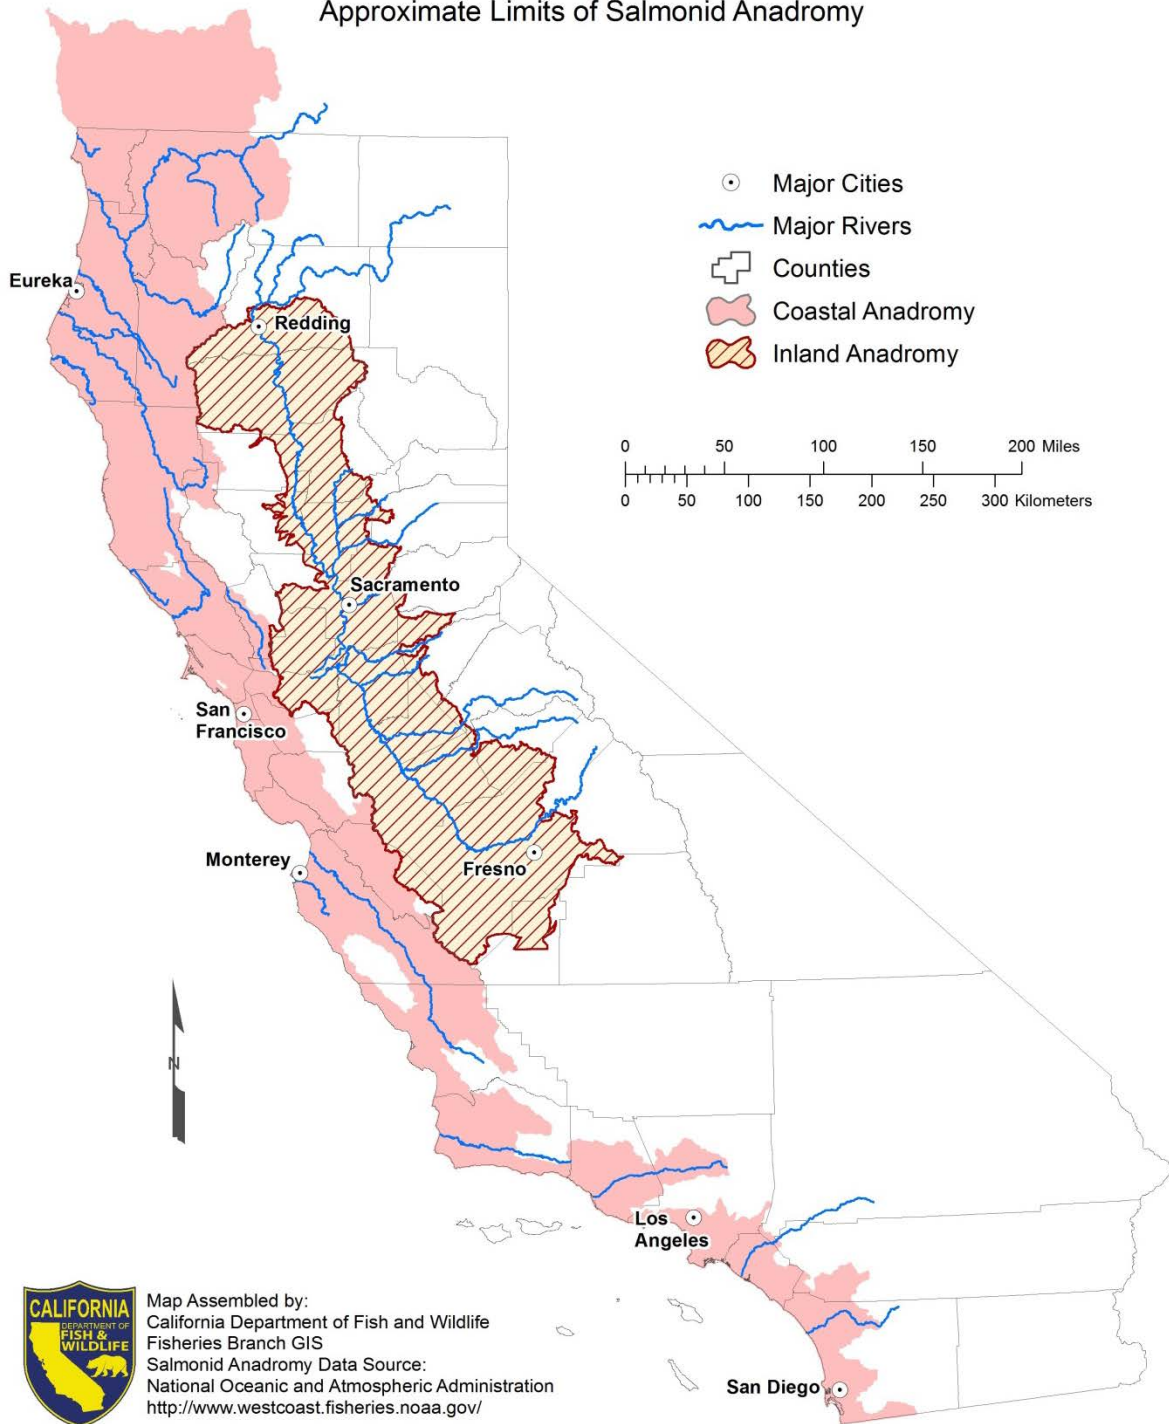 Approximate Limits of Salmonid Anadromy
Major Cities
Major Rivers
Counties
Coastal Anadromy
Inland Anadromy
0 50 100 150 200 Miles
0 50 100 150 200 250 300 Kilometers
Eureka
Redding
Sacramento
San
Francisco
Monterey
Fresno
N
Los
Angeles
San Diego
CALIFORNIA
DEPARTMENT OF
FISH &
WILDLIFE
Map Assembled by:
California Department of Fish and Wildlife
Fisheries Branch GIS
Salmonid Anadromy Data Source:
National Oceanic and Atmospheric Administration
http://www.westcoast.fisheries.noaa.gov/